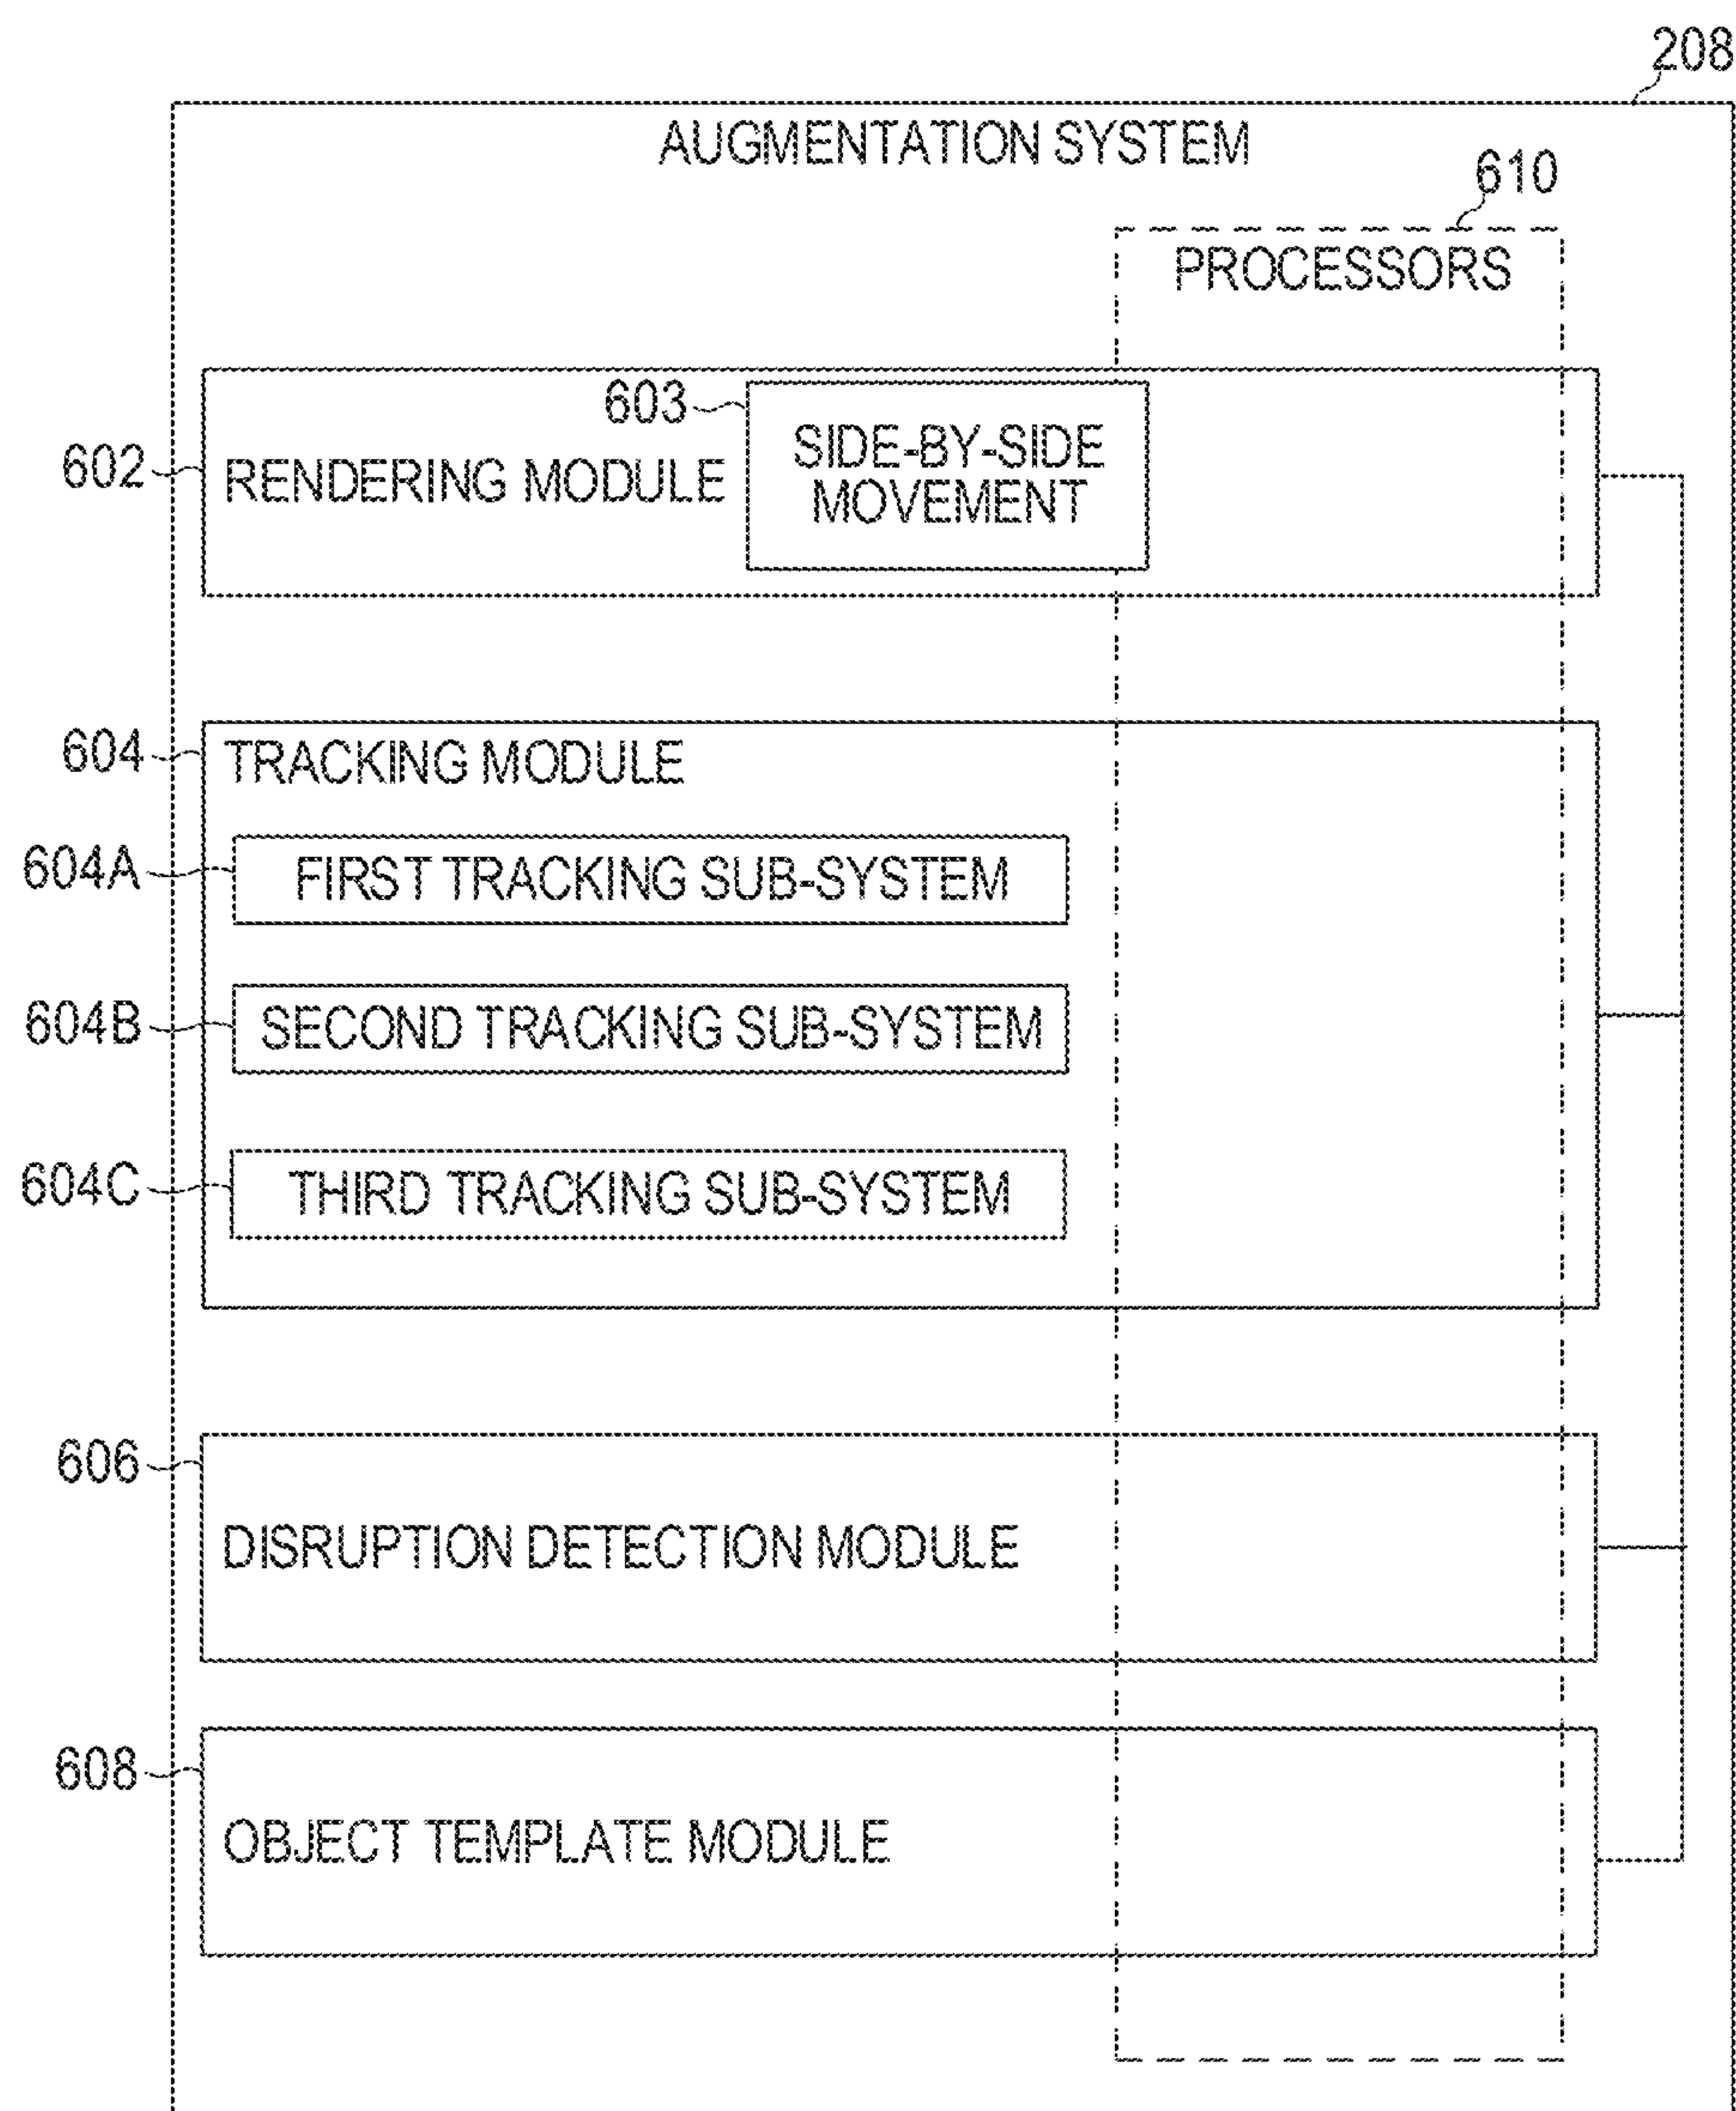 208
AUGMENTATION SYSTEM
610
PROCESSORS
603
SIDE-BY-SIDE
MOVEMENT
602
RENDERING MODULE
604
TRACKING MODULE
604A
FIRST TRACKING SUB-SYSTEM
604B
SECOND TRACKING SUB-SYSTEM
604C
THIRD TRACKING SUB-SYSTEM
606
DISRUPTION DETECTION MODULE
608
OBJECT TEMPLATE MODULE